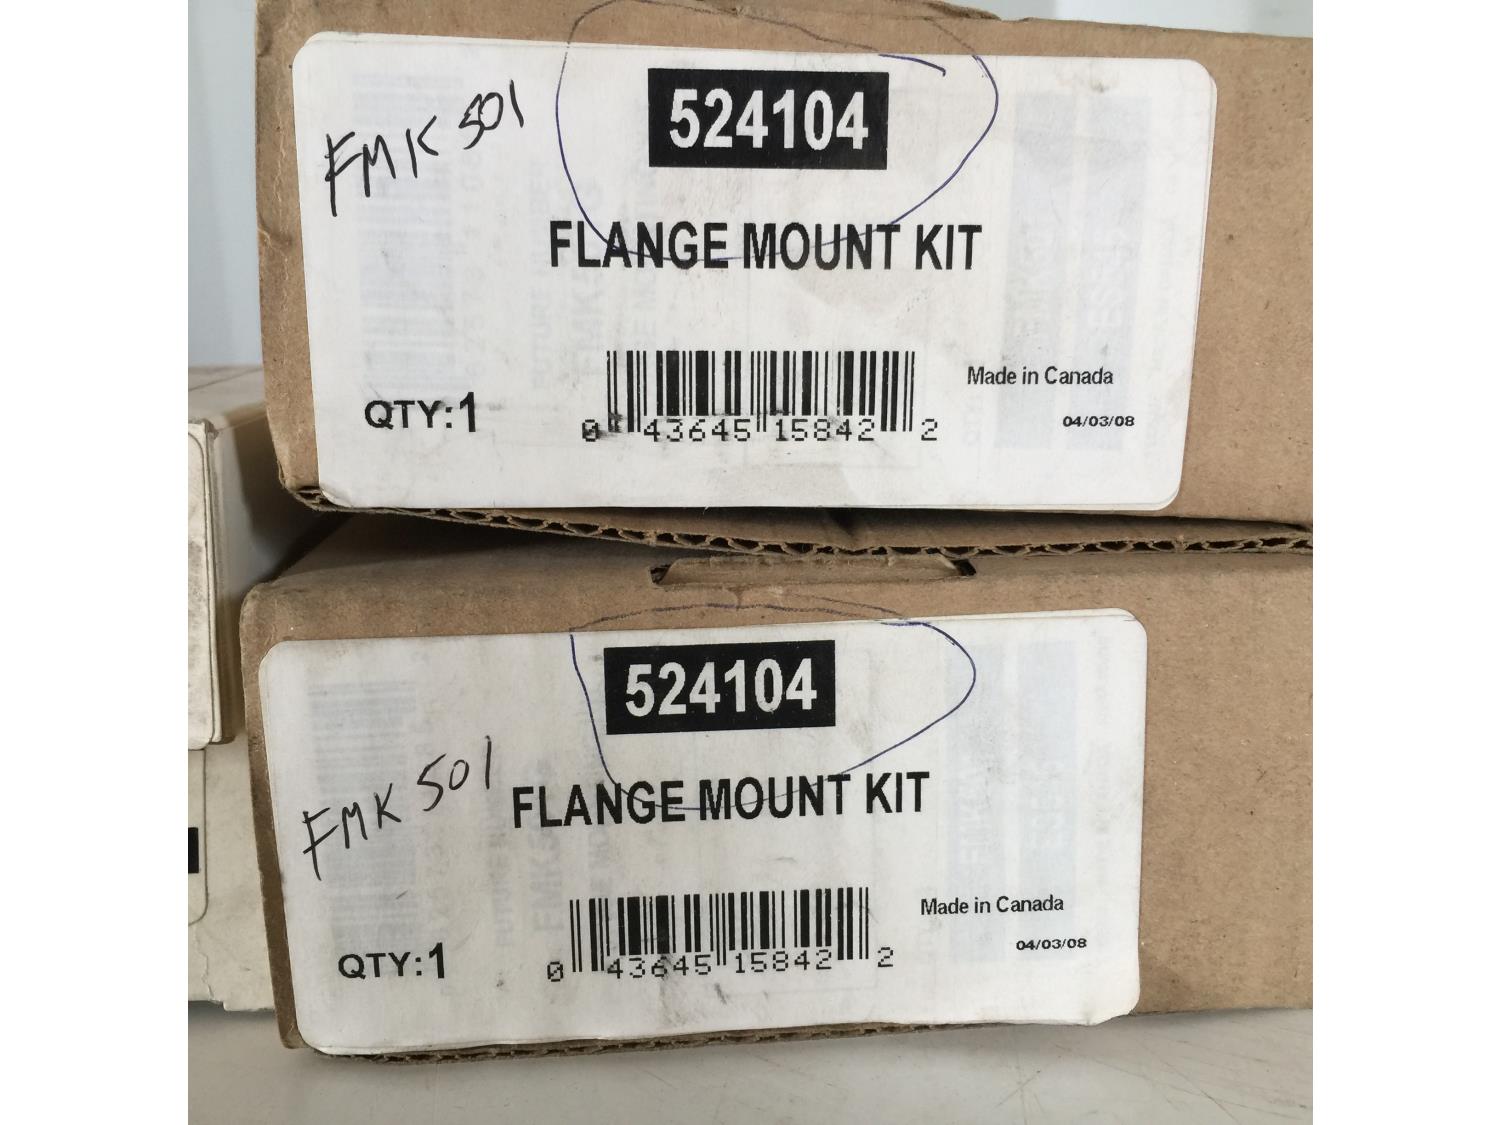 524104
FMK 501
FLANGE MOUNT KIT
Made in Canada
QTY:1
04/03/08
0 43645 15842 2
524104
FMK 501
FLANGE MOUNT KIT
Made in Canada
QTY:1
04/03/08
0 43645 15842 2